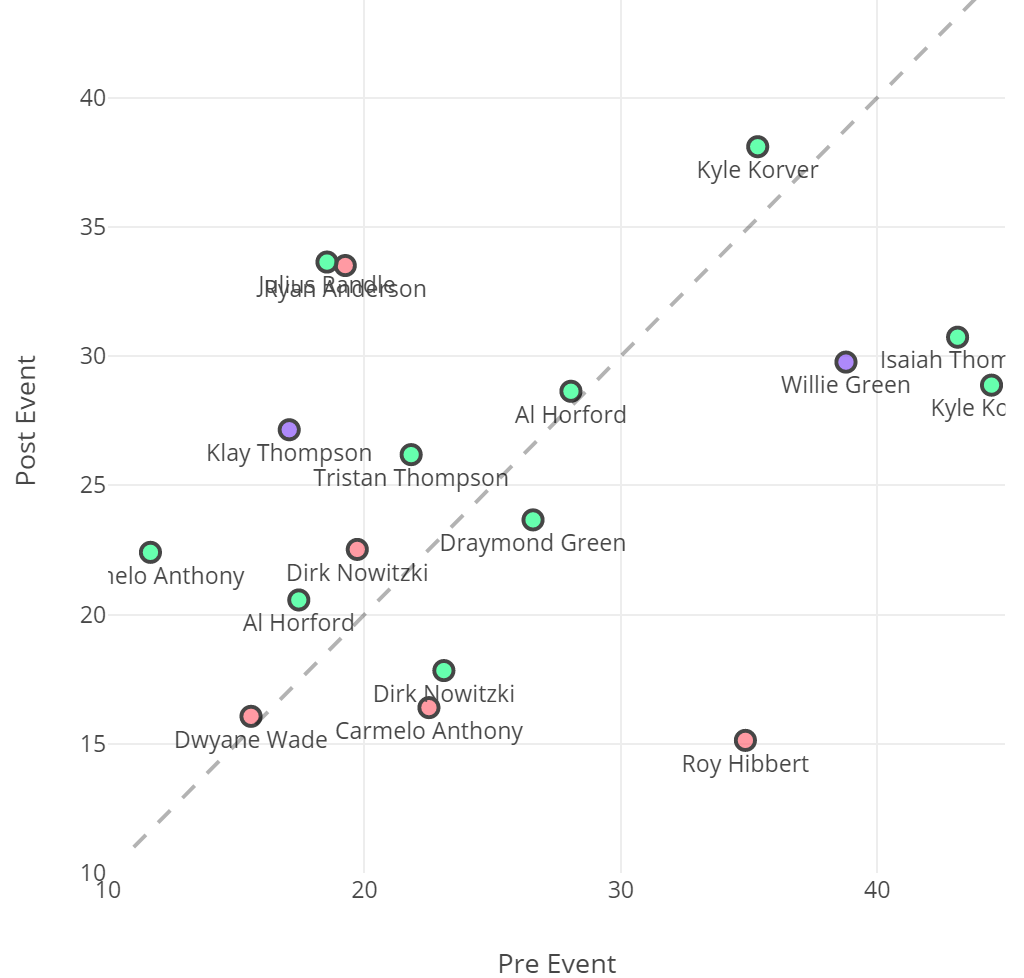 40
Kyle Korver
35
Julius Randle
Ryan Anderson
30
Isaiah Thom
Willie Green
Kyle Ko
Al Horford
Klay Thompson
Tristan Thompson
25
Draymond Green
Dirk Nowitzki
nelo Anthony
20
Al Horford
Dirk Nowitzki
Carmelo Anthony
Dwyane Wade
15
Roy Hibbert
10
10
20
30
40
Post Event
Pre Event